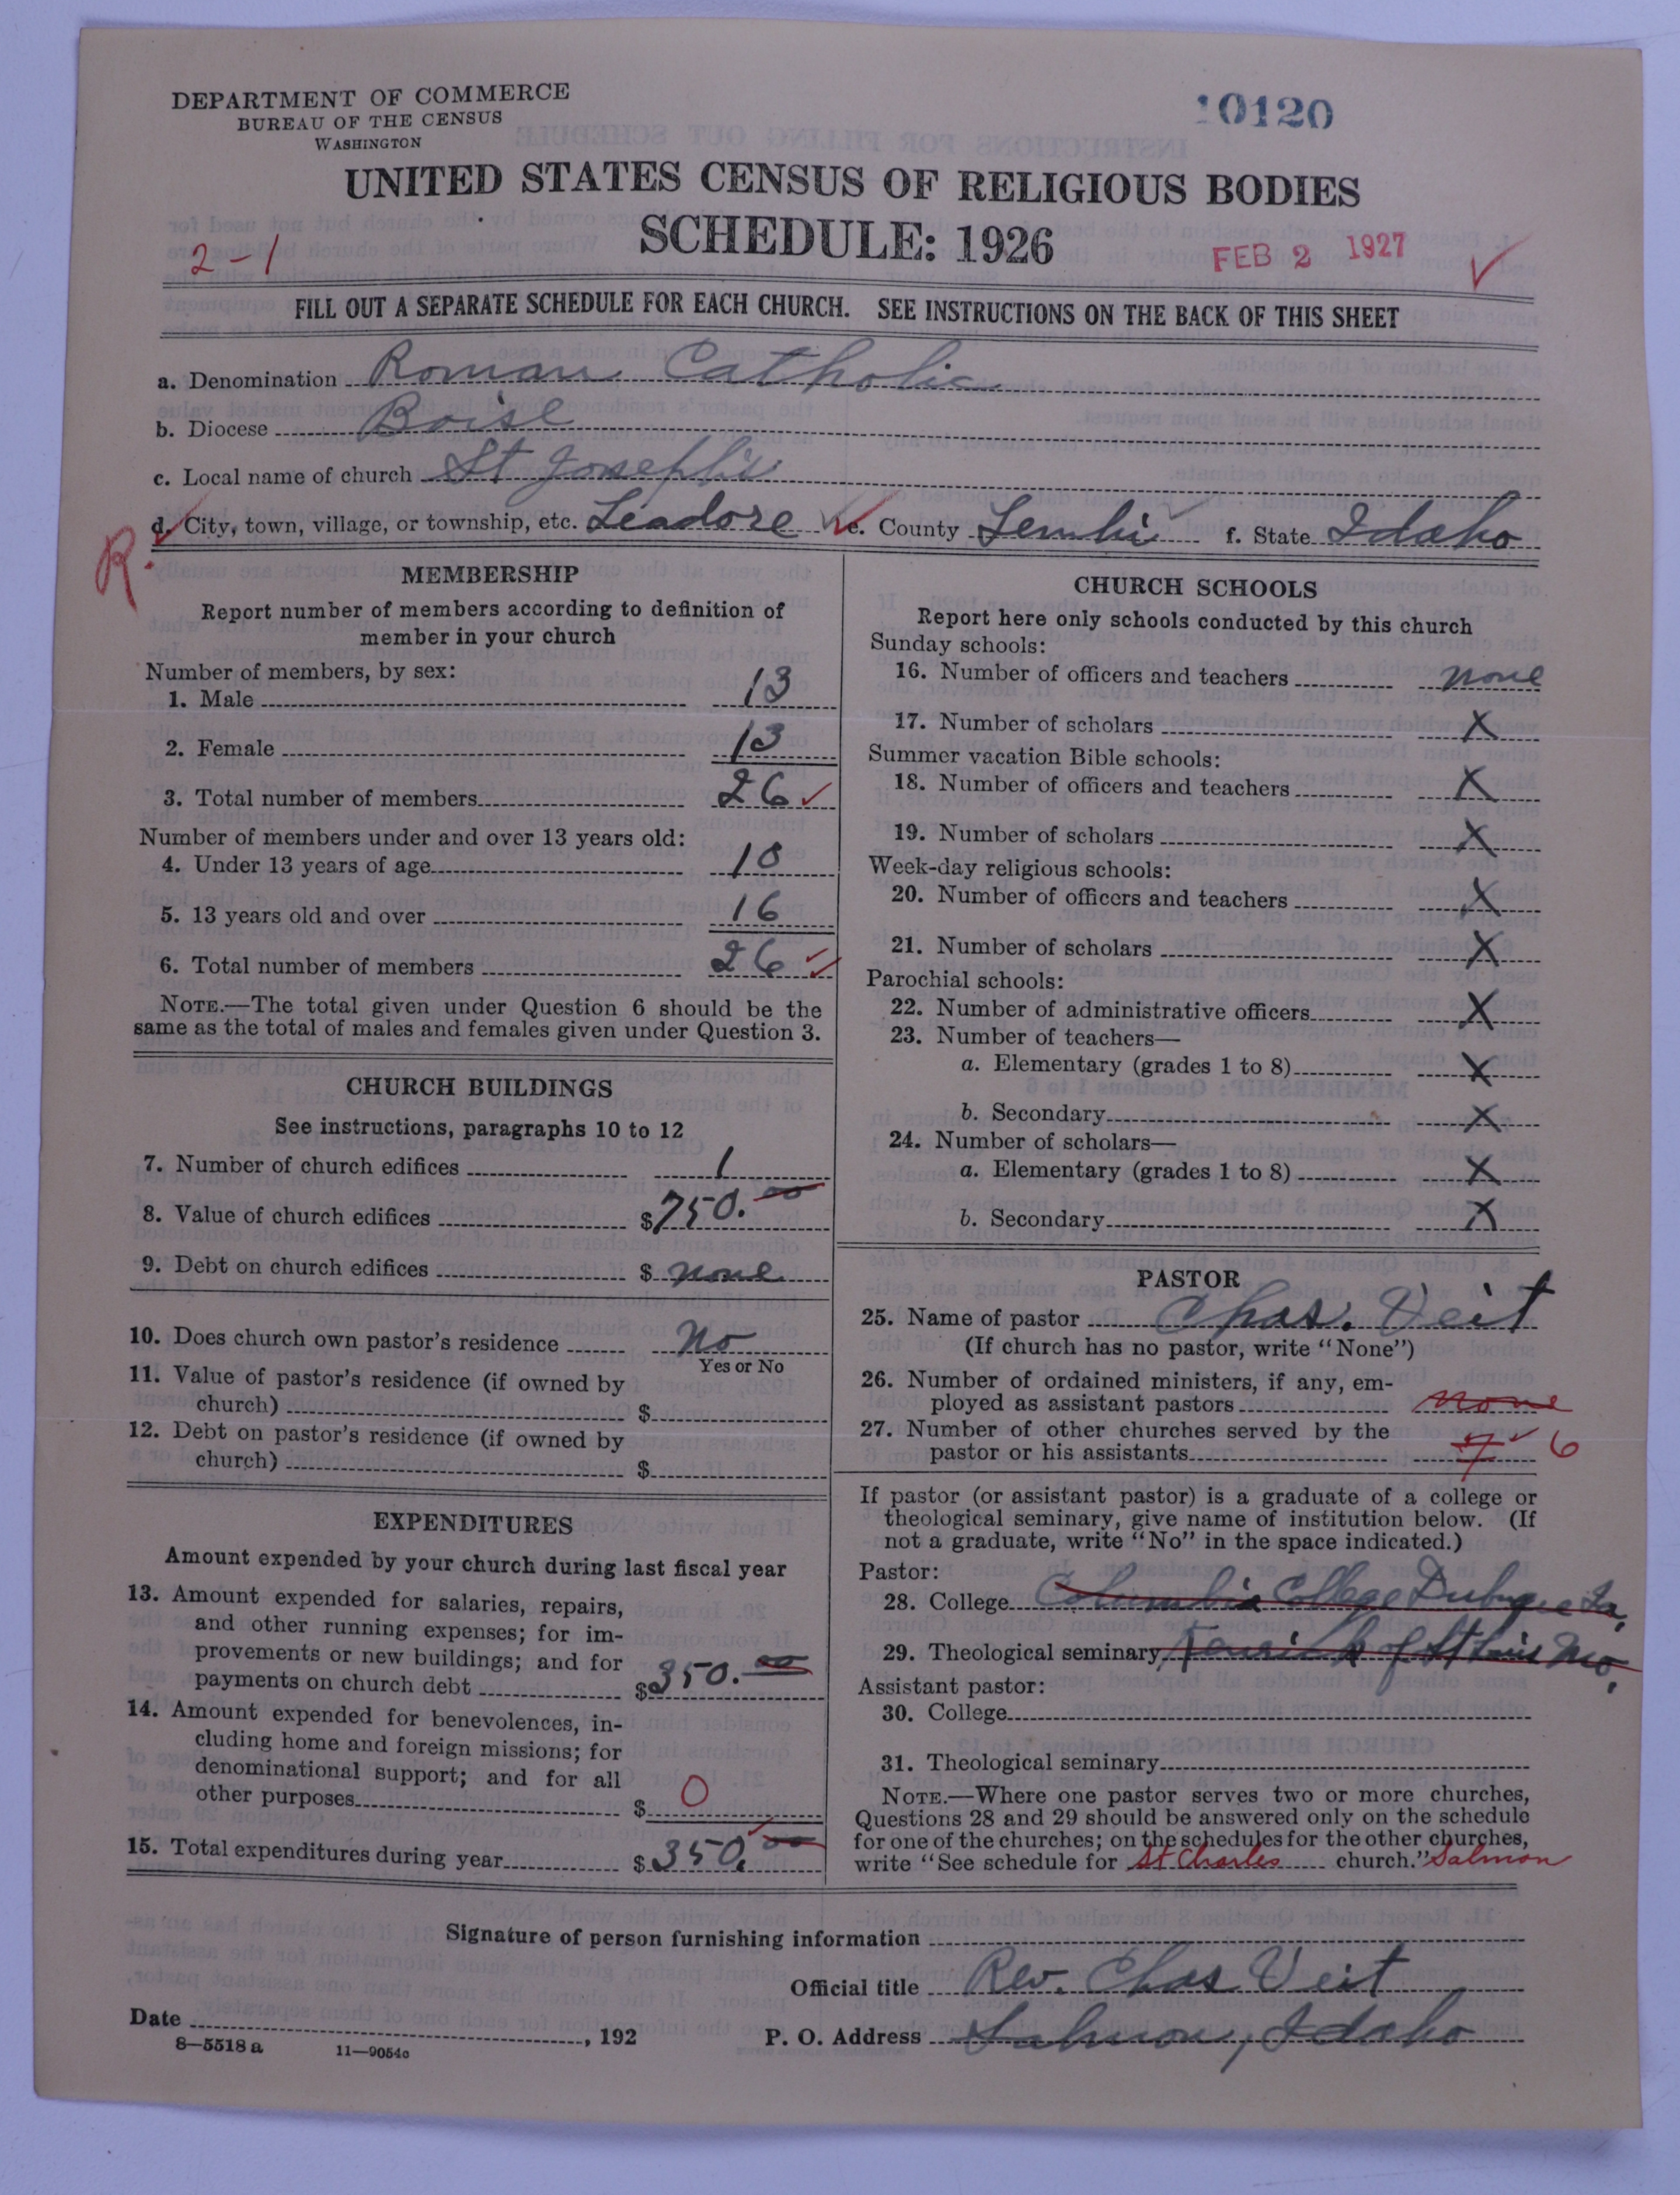 DEPARTMENT OF COMMERCE
BUREAU OF THE CENSUS
WASHINGTON
10120
UNITED STATES CENSUS OF RELIGIOUS BODIES
SCHEDULE: 1926
2-1
FEB 2 1927
FILL OUT A SEPARATE SCHEDULE FOR EACH CHURCH. SEE INSTRUCTIONS ON THE BACK OF THIS SHEET
a. Denomination Roman Catholic
b. Diocese Boise
c. Local name of church St Joseph's
d. City, town, village, or township, etc. Leadore e. County Lemhi f. State Idaho
R.
MEMBERSHIP
Report number of members according to definition of
member in your church
Number of members, by sex:
1. Male 13
2. Female 13
3. Total number of members 26
Number of members under and over 13 years old:
4. Under 13 years of age 10
5. 13 years old and over 16
6. Total number of members 26
NOTE.—The total given under Question 6 should be the
same as the total of males and females given under Question 3.
CHURCH BUILDINGS
See instructions, paragraphs 10 to 12
7. Number of church edifices 1
8. Value of church edifices $750.00
9. Debt on church edifices $ none
10. Does church own pastor's residence No
Yes or No
11. Value of pastor's residence (if owned by
church) $
12. Debt on pastor's residence (if owned by
church) $
EXPENDITURES
Amount expended by your church during last fiscal year
13. Amount expended for salaries, repairs,
and other running expenses; for im-
provements or new buildings; and for
payments on church debt $350.00
14. Amount expended for benevolences, in-
cluding home and foreign missions; for
denominational support; and for all
other purposes $ 0
15. Total expenditures during year $350.00
CHURCH SCHOOLS
Report here only schools conducted by this church
Sunday schools:
16. Number of officers and teachers none
17. Number of scholars X
Summer vacation Bible schools:
18. Number of officers and teachers X
19. Number of scholars X
Week-day religious schools:
20. Number of officers and teachers X
21. Number of scholars X
Parochial schools:
22. Number of administrative officers X
23. Number of teachers—
a. Elementary (grades 1 to 8) X
b. Secondary X
24. Number of scholars—
a. Elementary (grades 1 to 8) X
b. Secondary X
PASTOR
25. Name of pastor Chas. Veit
(If church has no pastor, write "None")
26. Number of ordained ministers, if any, em-
ployed as assistant pastors none
27. Number of other churches served by the
pastor or his assistants 7 6
If pastor (or assistant pastor) is a graduate of a college or
theological seminary, give name of institution below. (If
not a graduate, write "No" in the space indicated.)
Pastor:
28. College Columbia College Dubuque Ia.
29. Theological seminary of St Louis Mo.
Assistant pastor:
30. College
31. Theological seminary
NOTE.—Where one pastor serves two or more churches,
Questions 28 and 29 should be answered only on the schedule
for one of the churches; on the schedules for the other churches,
write "See schedule for St Charles church." Salmon
Signature of person furnishing information
Official title Rev. Chas Veit
Date , 192
P. O. Address Salmon, Idaho
8—5518 a 11—9054c